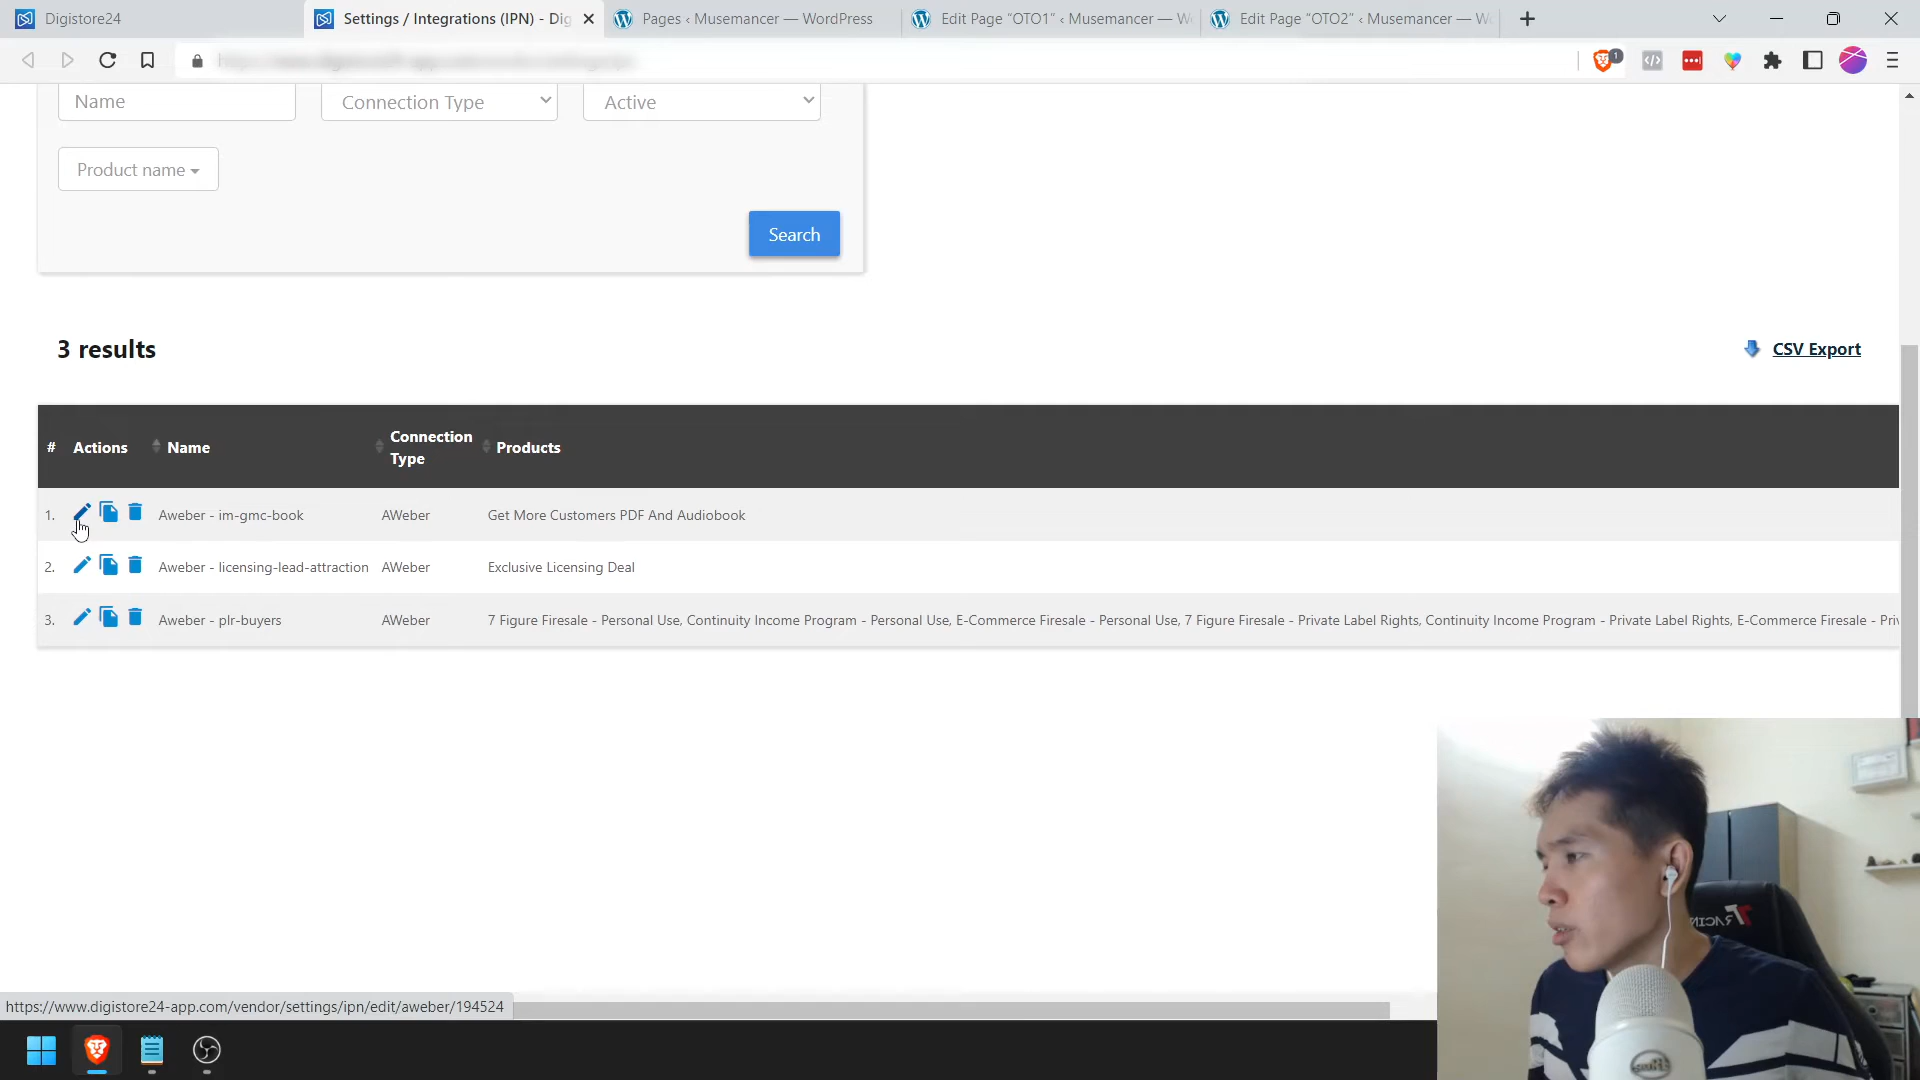 Digistore24
Settings / Integrations (IPN) - Dig
Pages ‹ Musemancer — WordPress
Edit Page “OTO1” ‹ Musemancer — W
Edit Page “OTO2” ‹ Musemancer — W
1
Name
Connection Type
Active
Product name
Search
3 results
CSV Export
# Actions Name Connection Type Products
1. Aweber - im-gmc-book AWeber Get More Customers PDF And Audiobook
2. Aweber - licensing-lead-attraction AWeber Exclusive Licensing Deal
3. Aweber - plr-buyers AWeber 7 Figure Firesale - Personal Use, Continuity Income Program - Personal Use, E-Commerce Firesale - Personal Use, 7 Figure Firesale - Private Label Rights, Continuity Income Program - Private Label Rights, E-Commerce Firesale - Priv
https://www.digistore24-app.com/vendor/settings/ipn/edit/aweber/194524